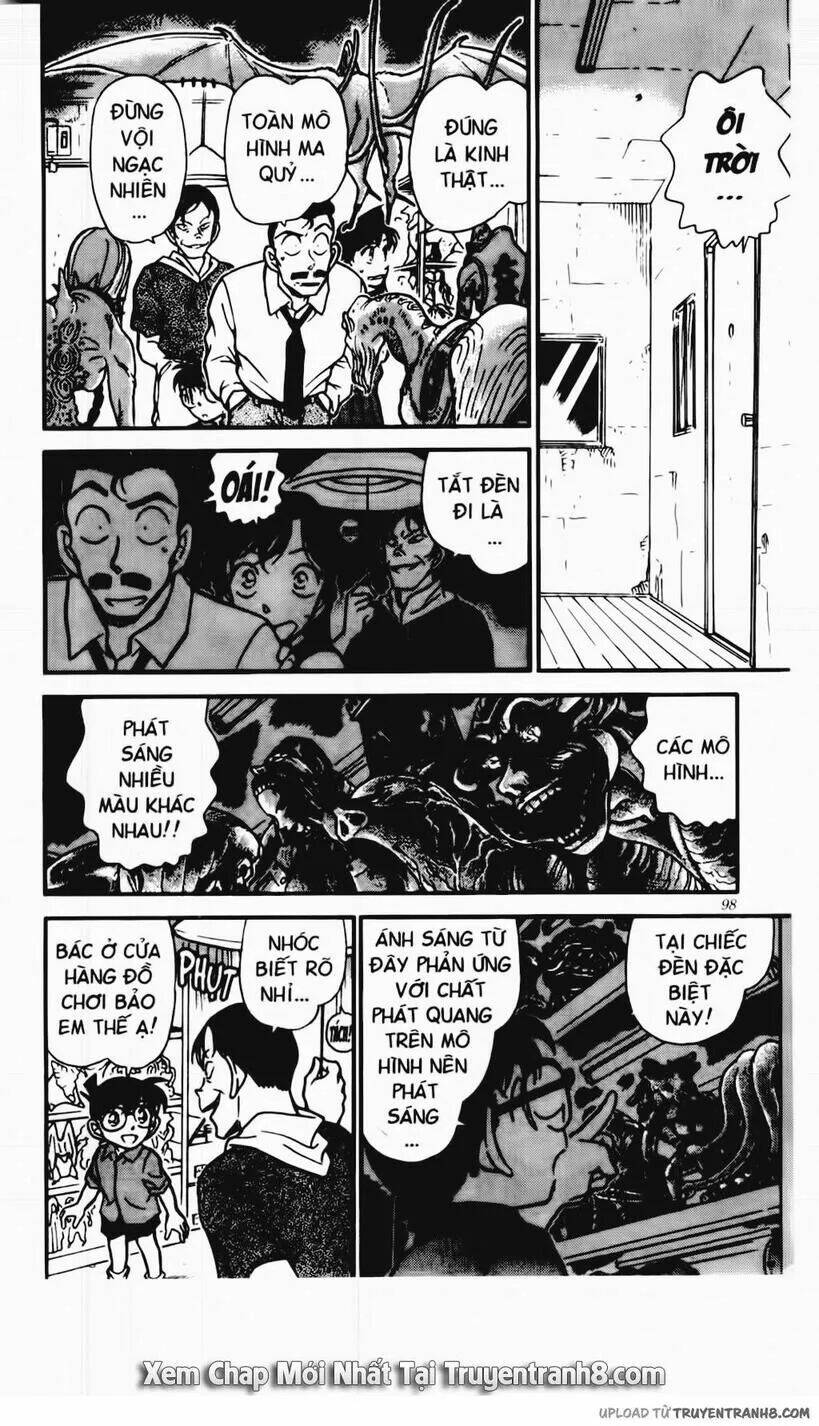 ÔI
TRỜI
...
ĐÚNG
LÀ KINH
THẬT...
TOÀN MÔ
HÌNH MA
QUỶ...
ĐỪNG
VỘI
NGẠC
NHIÊN
...
TẮT ĐÈN
ĐI LÀ
...
OÁI!
CÁC MÔ
HÌNH...
PHÁT
SÁNG
NHIỀU
MÀU KHÁC
NHAU!!
98
TẠI CHIẾC
ĐÈN ĐẶC
BIỆT
NÀY!
ÁNH SÁNG TỪ
ĐÂY PHẢN ỨNG
VỚI CHẤT
PHÁT QUANG
TRÊN MÔ
HÌNH NÊN
PHÁT
SÁNG
...
TÁCH!
NHÓC
BIẾT RÕ
NHỈ...
PHỤT
BÁC Ở CỬA
HÀNG ĐỒ
CHƠI BẢO
EM THẾ Ạ!
Xem Chap Mới Nhất Tại Truyentranh8.com
UPLOAD TỪ TRUYENTRANH8.COM